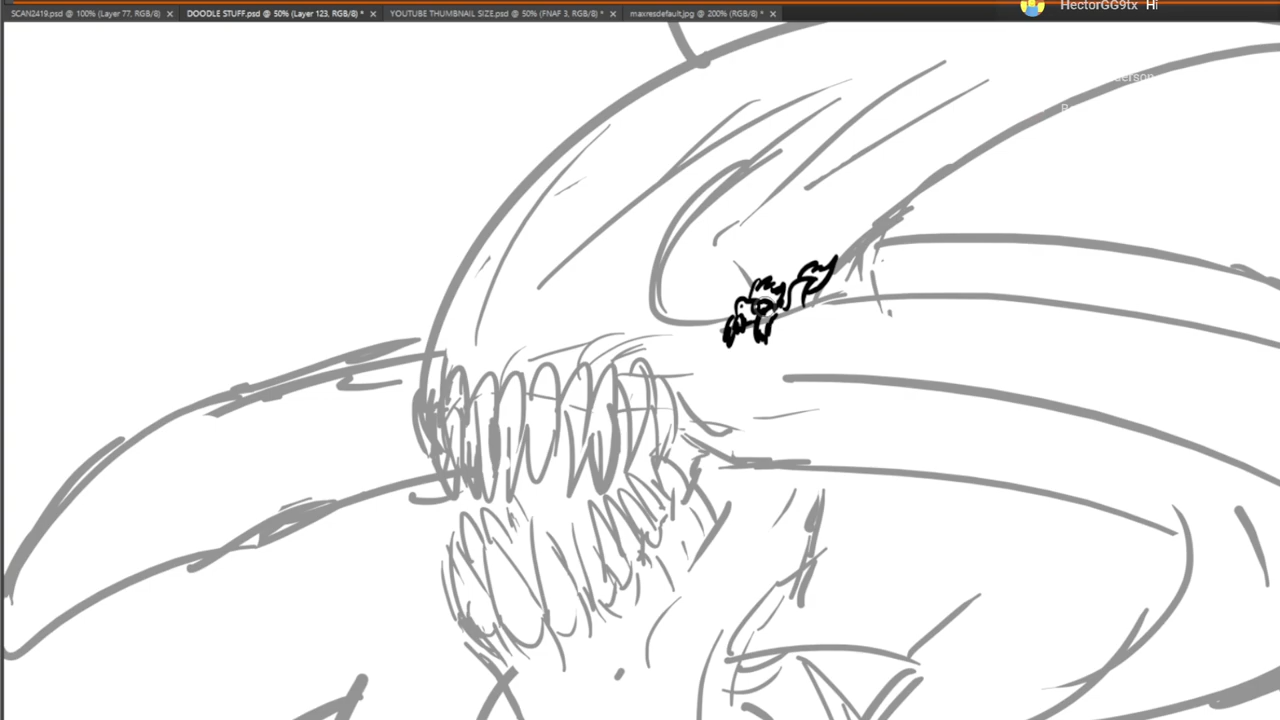 SCAN2419.psd @ 100% (Layer 77, RGB/8) × DOODLE STUFF.psd @ 50% (Layer 123, RGB/8) * × YOUTUBE THUMBNAIL SIZE.psd @ 50% (FNAF 3, RGB/8) * × maxresdefault.jpg @ 200% (RGB/8) * ×
HectorGG9tx Hi